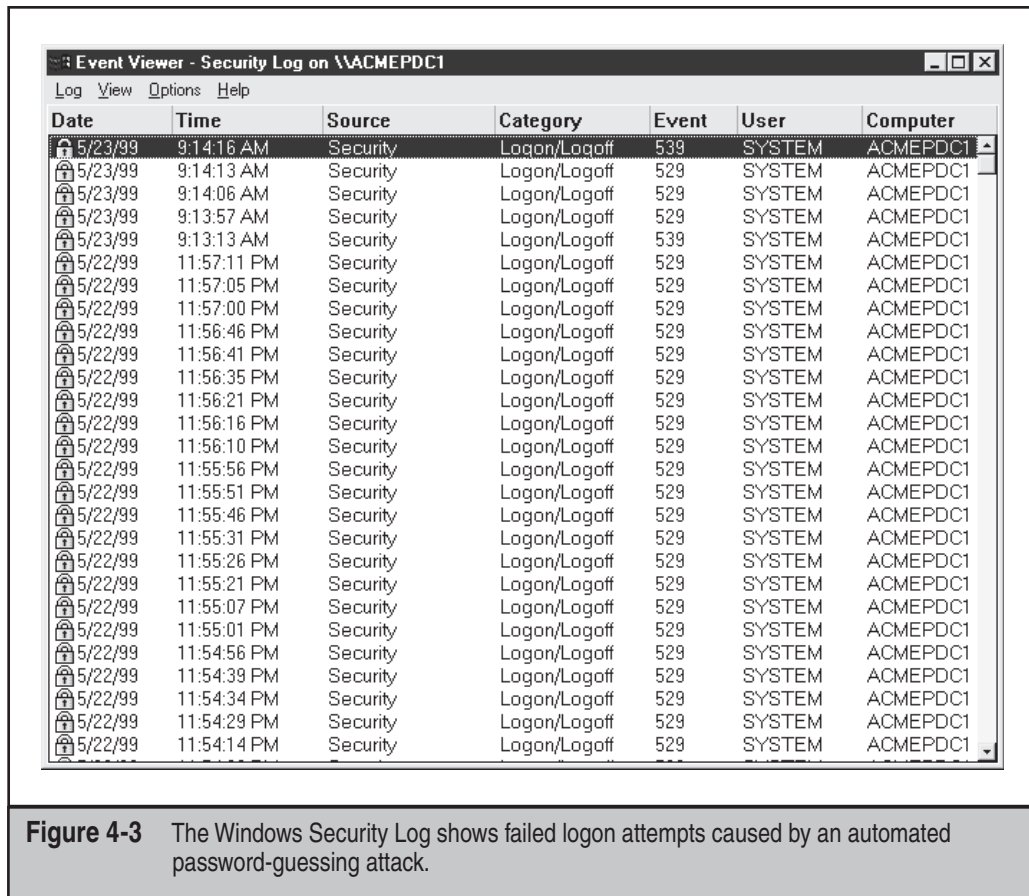 Event Viewer - Security Log on \\ACMEPDC1
Log View Options Help
Date Time Source Category Event User Computer
5/23/99 9:14:16 AM Security Logon/Logoff 539 SYSTEM ACMEPDC1
5/23/99 9:14:13 AM Security Logon/Logoff 529 SYSTEM ACMEPDC1
5/23/99 9:14:06 AM Security Logon/Logoff 529 SYSTEM ACMEPDC1
5/23/99 9:13:57 AM Security Logon/Logoff 529 SYSTEM ACMEPDC1
5/23/99 9:13:13 AM Security Logon/Logoff 539 SYSTEM ACMEPDC1
5/22/99 11:57:11 PM Security Logon/Logoff 529 SYSTEM ACMEPDC1
5/22/99 11:57:05 PM Security Logon/Logoff 529 SYSTEM ACMEPDC1
5/22/99 11:57:00 PM Security Logon/Logoff 529 SYSTEM ACMEPDC1
5/22/99 11:56:46 PM Security Logon/Logoff 529 SYSTEM ACMEPDC1
5/22/99 11:56:41 PM Security Logon/Logoff 529 SYSTEM ACMEPDC1
5/22/99 11:56:35 PM Security Logon/Logoff 529 SYSTEM ACMEPDC1
5/22/99 11:56:21 PM Security Logon/Logoff 529 SYSTEM ACMEPDC1
5/22/99 11:56:16 PM Security Logon/Logoff 529 SYSTEM ACMEPDC1
5/22/99 11:56:10 PM Security Logon/Logoff 529 SYSTEM ACMEPDC1
5/22/99 11:55:56 PM Security Logon/Logoff 529 SYSTEM ACMEPDC1
5/22/99 11:55:51 PM Security Logon/Logoff 529 SYSTEM ACMEPDC1
5/22/99 11:55:46 PM Security Logon/Logoff 529 SYSTEM ACMEPDC1
5/22/99 11:55:31 PM Security Logon/Logoff 529 SYSTEM ACMEPDC1
5/22/99 11:55:26 PM Security Logon/Logoff 529 SYSTEM ACMEPDC1
5/22/99 11:55:21 PM Security Logon/Logoff 529 SYSTEM ACMEPDC1
5/22/99 11:55:07 PM Security Logon/Logoff 529 SYSTEM ACMEPDC1
5/22/99 11:55:01 PM Security Logon/Logoff 529 SYSTEM ACMEPDC1
5/22/99 11:54:56 PM Security Logon/Logoff 529 SYSTEM ACMEPDC1
5/22/99 11:54:39 PM Security Logon/Logoff 529 SYSTEM ACMEPDC1
5/22/99 11:54:34 PM Security Logon/Logoff 529 SYSTEM ACMEPDC1
5/22/99 11:54:29 PM Security Logon/Logoff 529 SYSTEM ACMEPDC1
5/22/99 11:54:14 PM Security Logon/Logoff 529 SYSTEM ACMEPDC1
Figure 4-3 The Windows Security Log shows failed logon attempts caused by an automated
password-guessing attack.